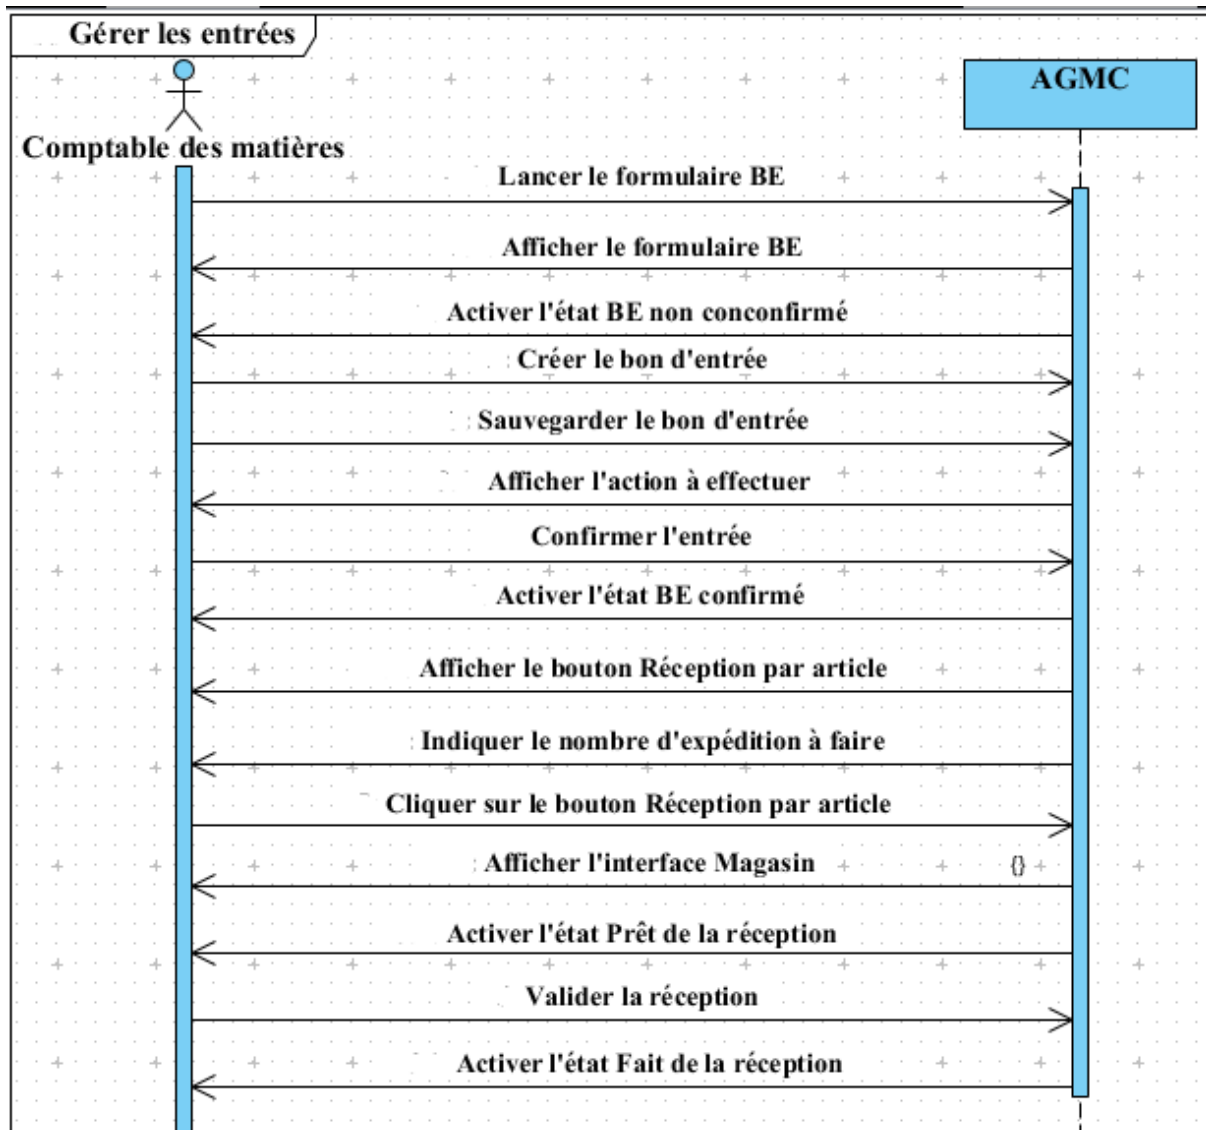 Gérer les entrées
AGMC
Comptable des matières
Lancer le formulaire BE
Afficher le formulaire BE
Activer l'état BE non conconfirmé
Créer le bon d'entrée
Sauvegarder le bon d'entrée
Afficher l'action à effectuer
Confirmer l'entrée
Activer l'état BE confirmé
Afficher le bouton Réception par article
Indiquer le nombre d'expédition à faire
Cliquer sur le bouton Réception par article
Afficher l'interface Magasin {}
Activer l'état Prêt de la réception
Valider la réception
Activer l'état Fait de la réception